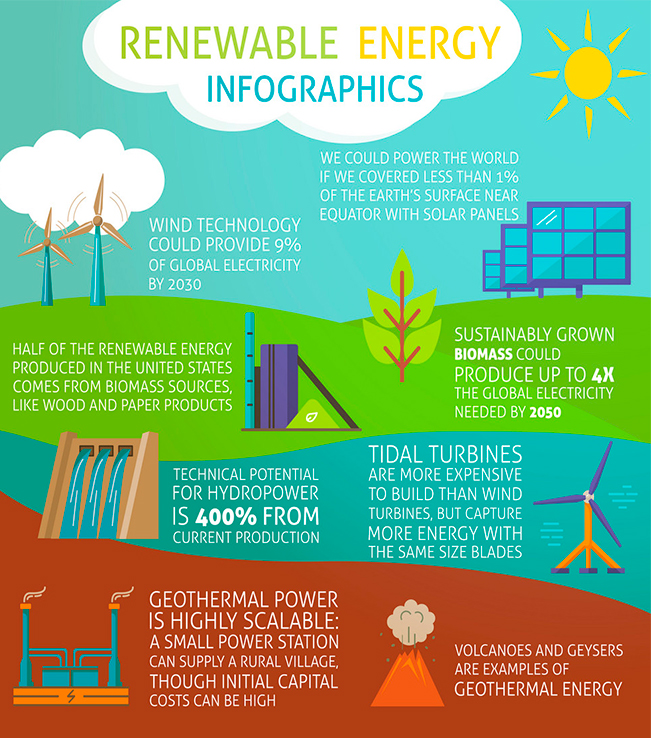 RENEWABLE ENERGY
INFOGRAPHICS
WE COULD POWER THE WORLD
IF WE COVERED LESS THAN 1%
OF THE EARTH'S SURFACE NEAR
EQUATOR WITH SOLAR PANELS
WIND TECHNOLOGY
COULD PROVIDE 9%
OF GLOBAL ELECTRICITY
BY 2030
HALF OF THE RENEWABLE ENERGY
PRODUCED IN THE UNITED STATES
COMES FROM BIOMASS SOURCES,
LIKE WOOD AND PAPER PRODUCTS
SUSTAINABLY GROWN
BIOMASS COULD
PRODUCE UP TO 4X
THE GLOBAL ELECTRICITY
NEEDED BY 2050
TECHNICAL POTENTIAL
FOR HYDROPOWER
IS 400% FROM
CURRENT PRODUCTION
TIDAL TURBINES
ARE MORE EXPENSIVE
TO BUILD THAN WIND
TURBINES, BUT CAPTURE
MORE ENERGY WITH
THE SAME SIZE BLADES
GEOTHERMAL POWER
IS HIGHLY SCALABLE:
A SMALL POWER STATION
CAN SUPPLY A RURAL VILLAGE,
THOUGH INITIAL CAPITAL
COSTS CAN BE HIGH
VOLCANOES AND GEYSERS
ARE EXAMPLES OF
GEOTHERMAL ENERGY